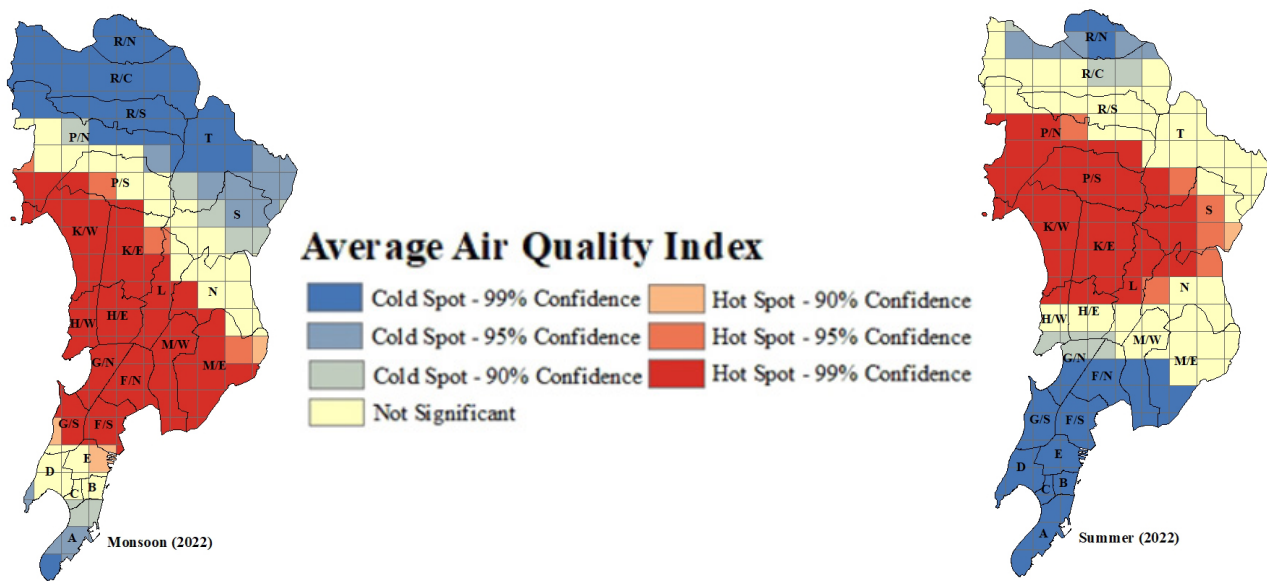 R/N
R/C
R/S
P/N
T
P/S
S
K/W
K/E
L
N
H/W
H/E
M/W
G/N
M/E
F/N
G/S
F/S
E
D
C
B
A
Monsoon (2022)
Average Air Quality Index
Cold Spot - 99% Confidence
Cold Spot - 95% Confidence
Cold Spot - 90% Confidence
Not Significant
Hot Spot - 90% Confidence
Hot Spot - 95% Confidence
Hot Spot - 99% Confidence
R/N
R/C
R/S
P/N
T
P/S
S
K/W
K/E
L
N
H/W
H/E
M/W
G/N
M/E
F/N
G/S
F/S
E
D
C
B
A
Summer (2022)